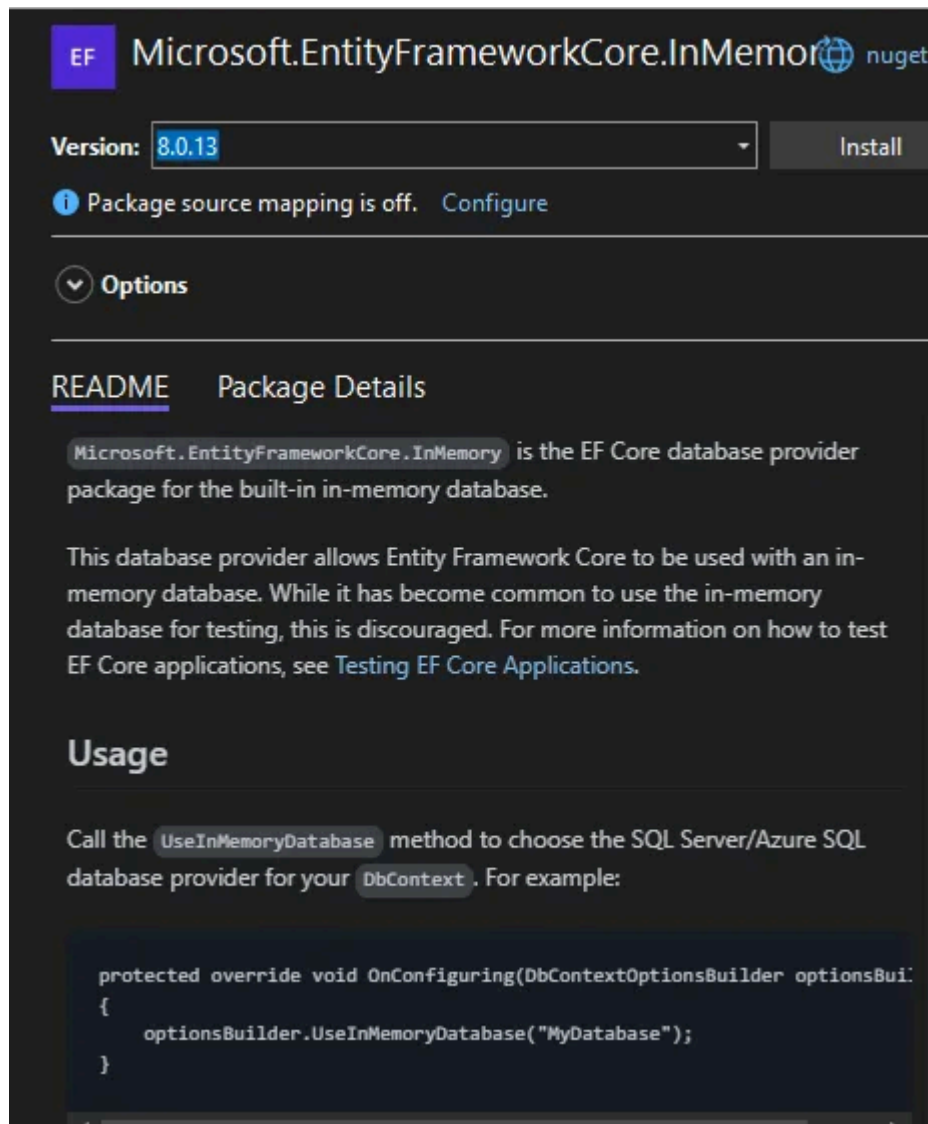 EF Microsoft.EntityFrameworkCore.InMemor nuget
Version: 8.0.13 Install
Package source mapping is off. Configure
Options
README Package Details
Microsoft.EntityFrameworkCore.InMemory is the EF Core database provider
package for the built-in in-memory database.
This database provider allows Entity Framework Core to be used with an in-
memory database. While it has become common to use the in-memory
database for testing, this is discouraged. For more information on how to test
EF Core applications, see Testing EF Core Applications.
Usage
Call the UseInMemoryDatabase method to choose the SQL Server/Azure SQL
database provider for your DbContext. For example:
protected override void OnConfiguring(DbContextOptionsBuilder optionsBuil
{
optionsBuilder.UseInMemoryDatabase("MyDatabase");
}